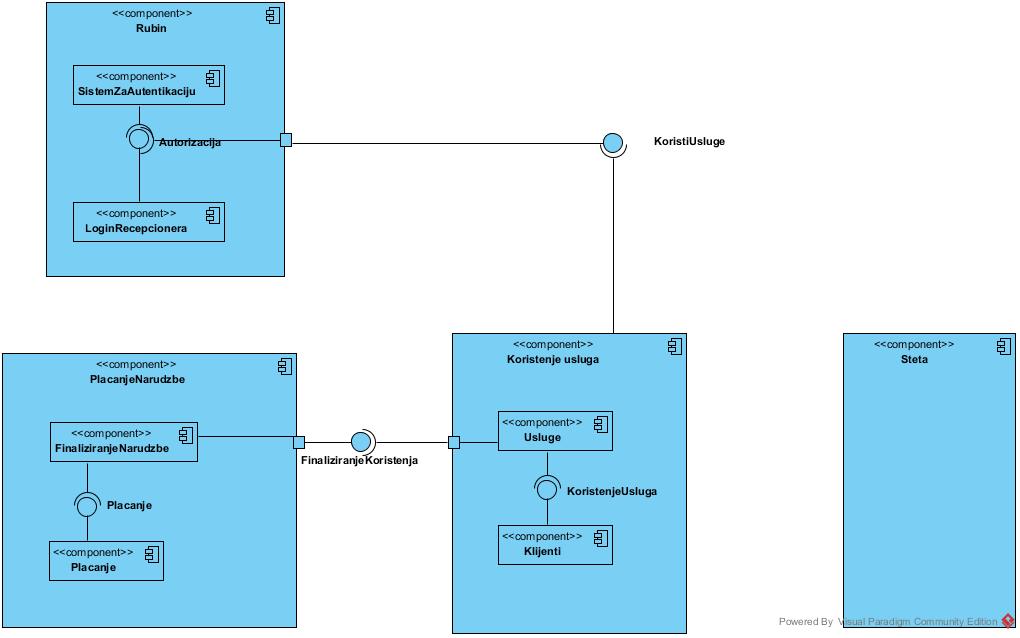 <<component>>
Rubin
<<component>>
SistemZaAutentikaciju
Autorizacija
<<component>>
LoginRecepcionera
KoristiUsluge
<<component>>
PlacanjeNarudzbe
<<component>>
FinaliziranjeNarudzbe
Placanje
<<component>>
Placanje
FinaliziranjeKoristenja
<<component>>
Koristenje usluga
<<component>>
Usluge
KoristenjeUsluga
<<component>>
Klijenti
<<component>>
Steta
Powered By Visual Paradigm Community Edition